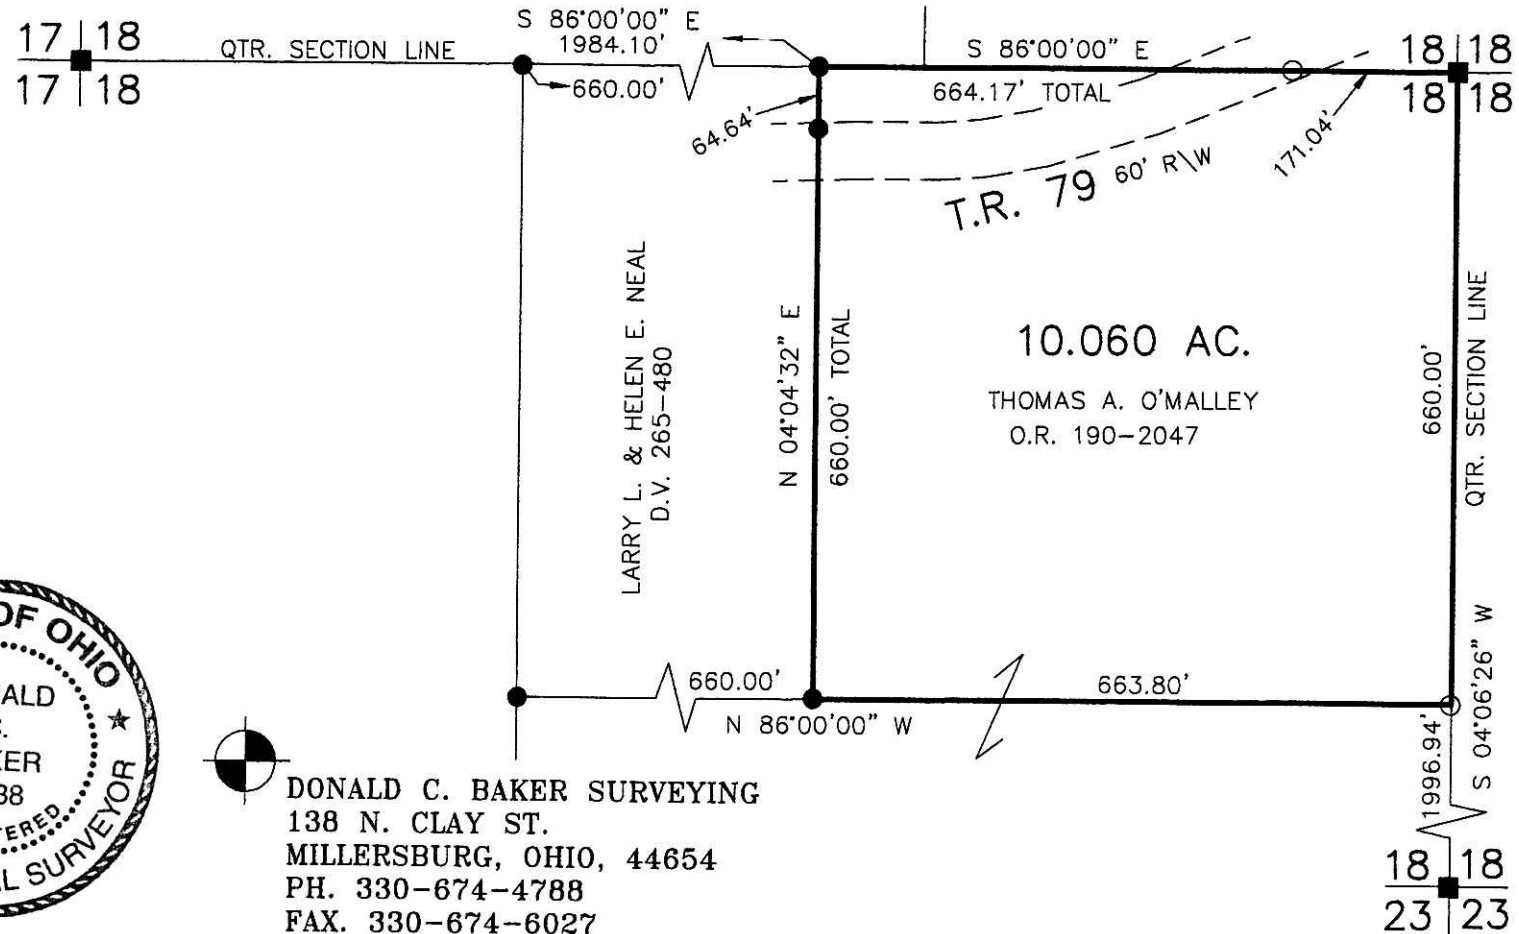 17 18
17 18
QTR. SECTION LINE
S 86°00'00" E
1984.10'
660.00'
S 86°00'00" E
664.17' TOTAL
18 18
18 18
64.64'
171.04'
T.R. 79 60' R\W
LARRY L. & HELEN E. NEAL
D.V. 265-480
N 04°04'32" E
660.00' TOTAL
10.060 AC.
THOMAS A. O'MALLEY
O.R. 190-2047
660.00'
QTR. SECTION LINE
660.00'
N 86°00'00" W
663.80'
1996.94'
S 04°06'26" W
18 18
23 23
OF OHIO
SURVEYOR
DONALD C. BAKER SURVEYING
138 N. CLAY ST.
MILLERSBURG, OHIO, 44654
PH. 330-674-4788
FAX. 330-674-6027